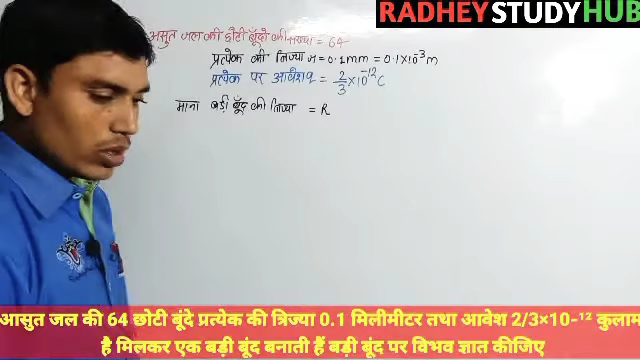 RADHEY STUDY HUB
आसुत जल की छोटी बूँदो की संख्या = 64
प्रत्येक की त्रिज्या r = 0.1mm = 0.1×10⁻³m
प्रत्येक पर आवेश q = 2/3×10⁻¹²C
माना बड़ी बूँद की त्रिज्या = R
आसुत जल की 64 छोटी बूंदे प्रत्येक की त्रिज्या 0.1 मिलीमीटर तथा आवेश 2/3×10-¹² कुलाम
है मिलकर एक बड़ी बूंद बनाती हैं बड़ी बूंद पर विभव ज्ञात कीजिए